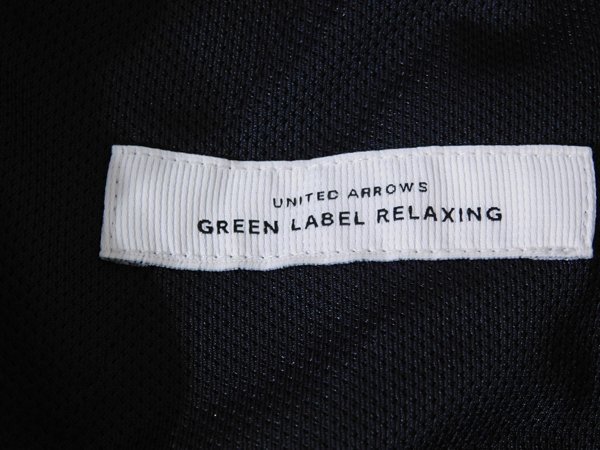 UNITED ARROWS
GREEN LABEL RELAXING